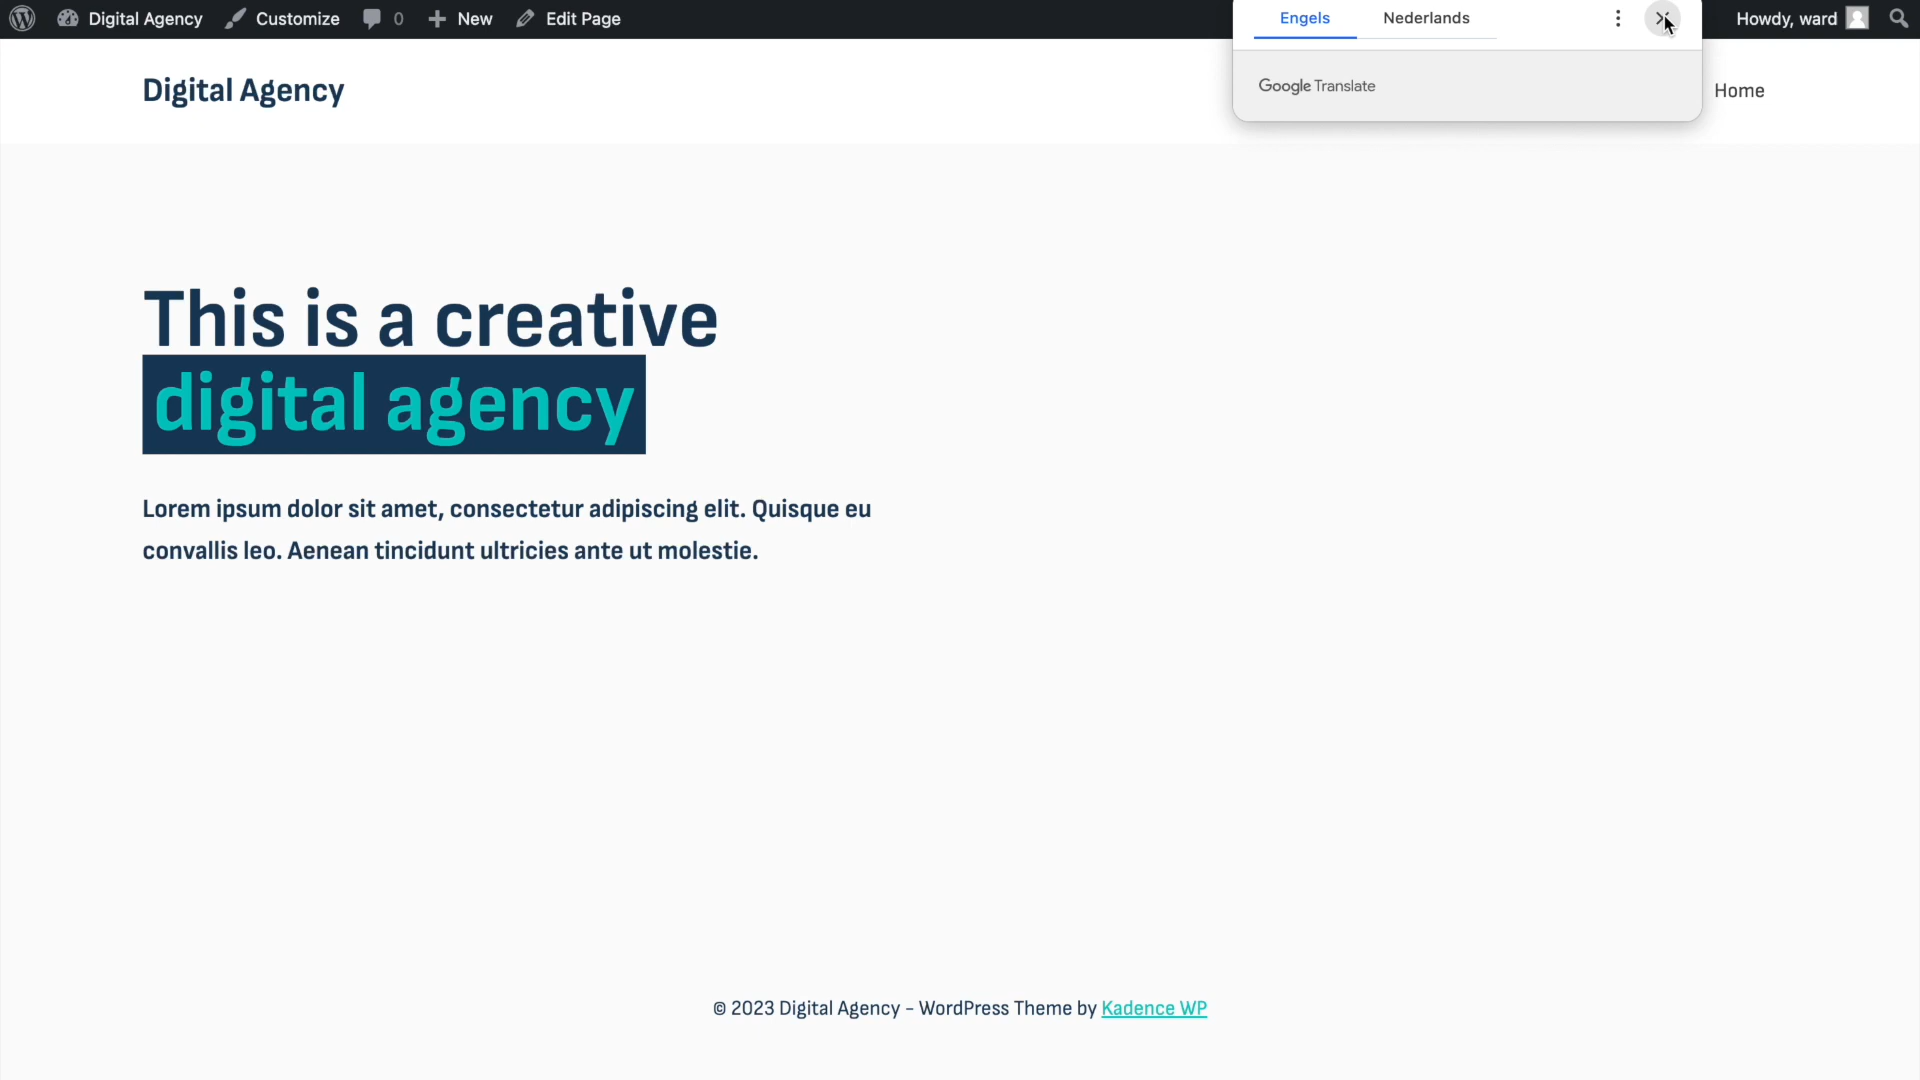 Digital Agency Customize 0 New Edit Page Engels Nederlands Howdy, ward
Google Translate
Digital Agency Home
This is a creative
digital agency
Lorem ipsum dolor sit amet, consectetur adipiscing elit. Quisque eu
convallis leo. Aenean tincidunt ultricies ante ut molestie.
© 2023 Digital Agency - WordPress Theme by Kadence WP